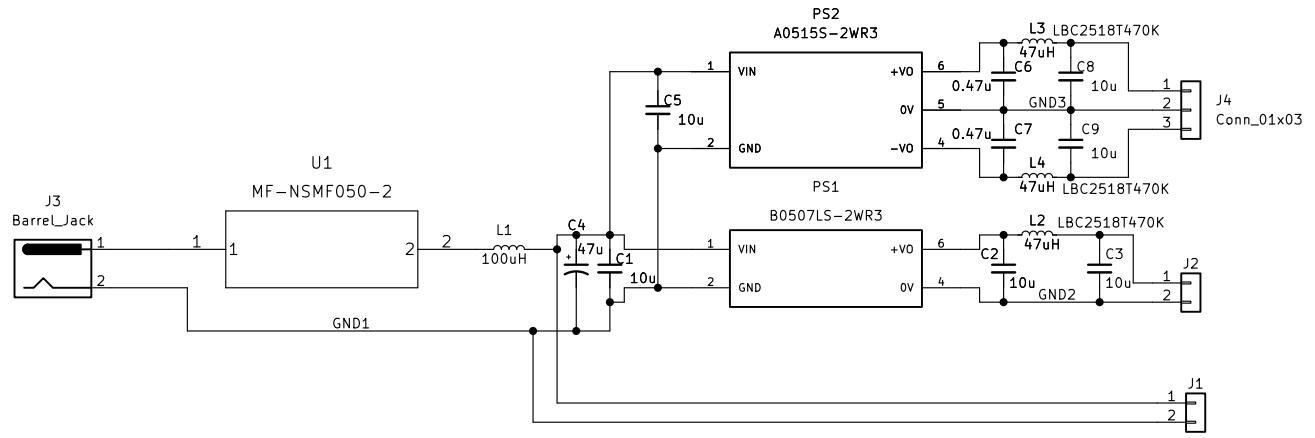 PS2
A0515S-2WR3
1
VIN
+VO
6
C5
10u
0V
5
2
GND
-VO
4
L3
LBC2518T470K
47uH
C6
C8
0.47u
10u
GND3
0.47u
C7
C9
10u
L4
47uH
LBC2518T470K
1
2
3
J4
Conn_01x03
U1
MF-NSMF050-2
J3
Barrel_Jack
1
2
1
1
2
2
L1
100uH
C4
47u
+
C1
10u
GND1
PS1
B0507LS-2WR3
1
VIN
+VO
6
2
GND
0V
4
L2
LBC2518T470K
47uH
C2
C3
10u
10u
GND2
J2
1
2
J1
1
2